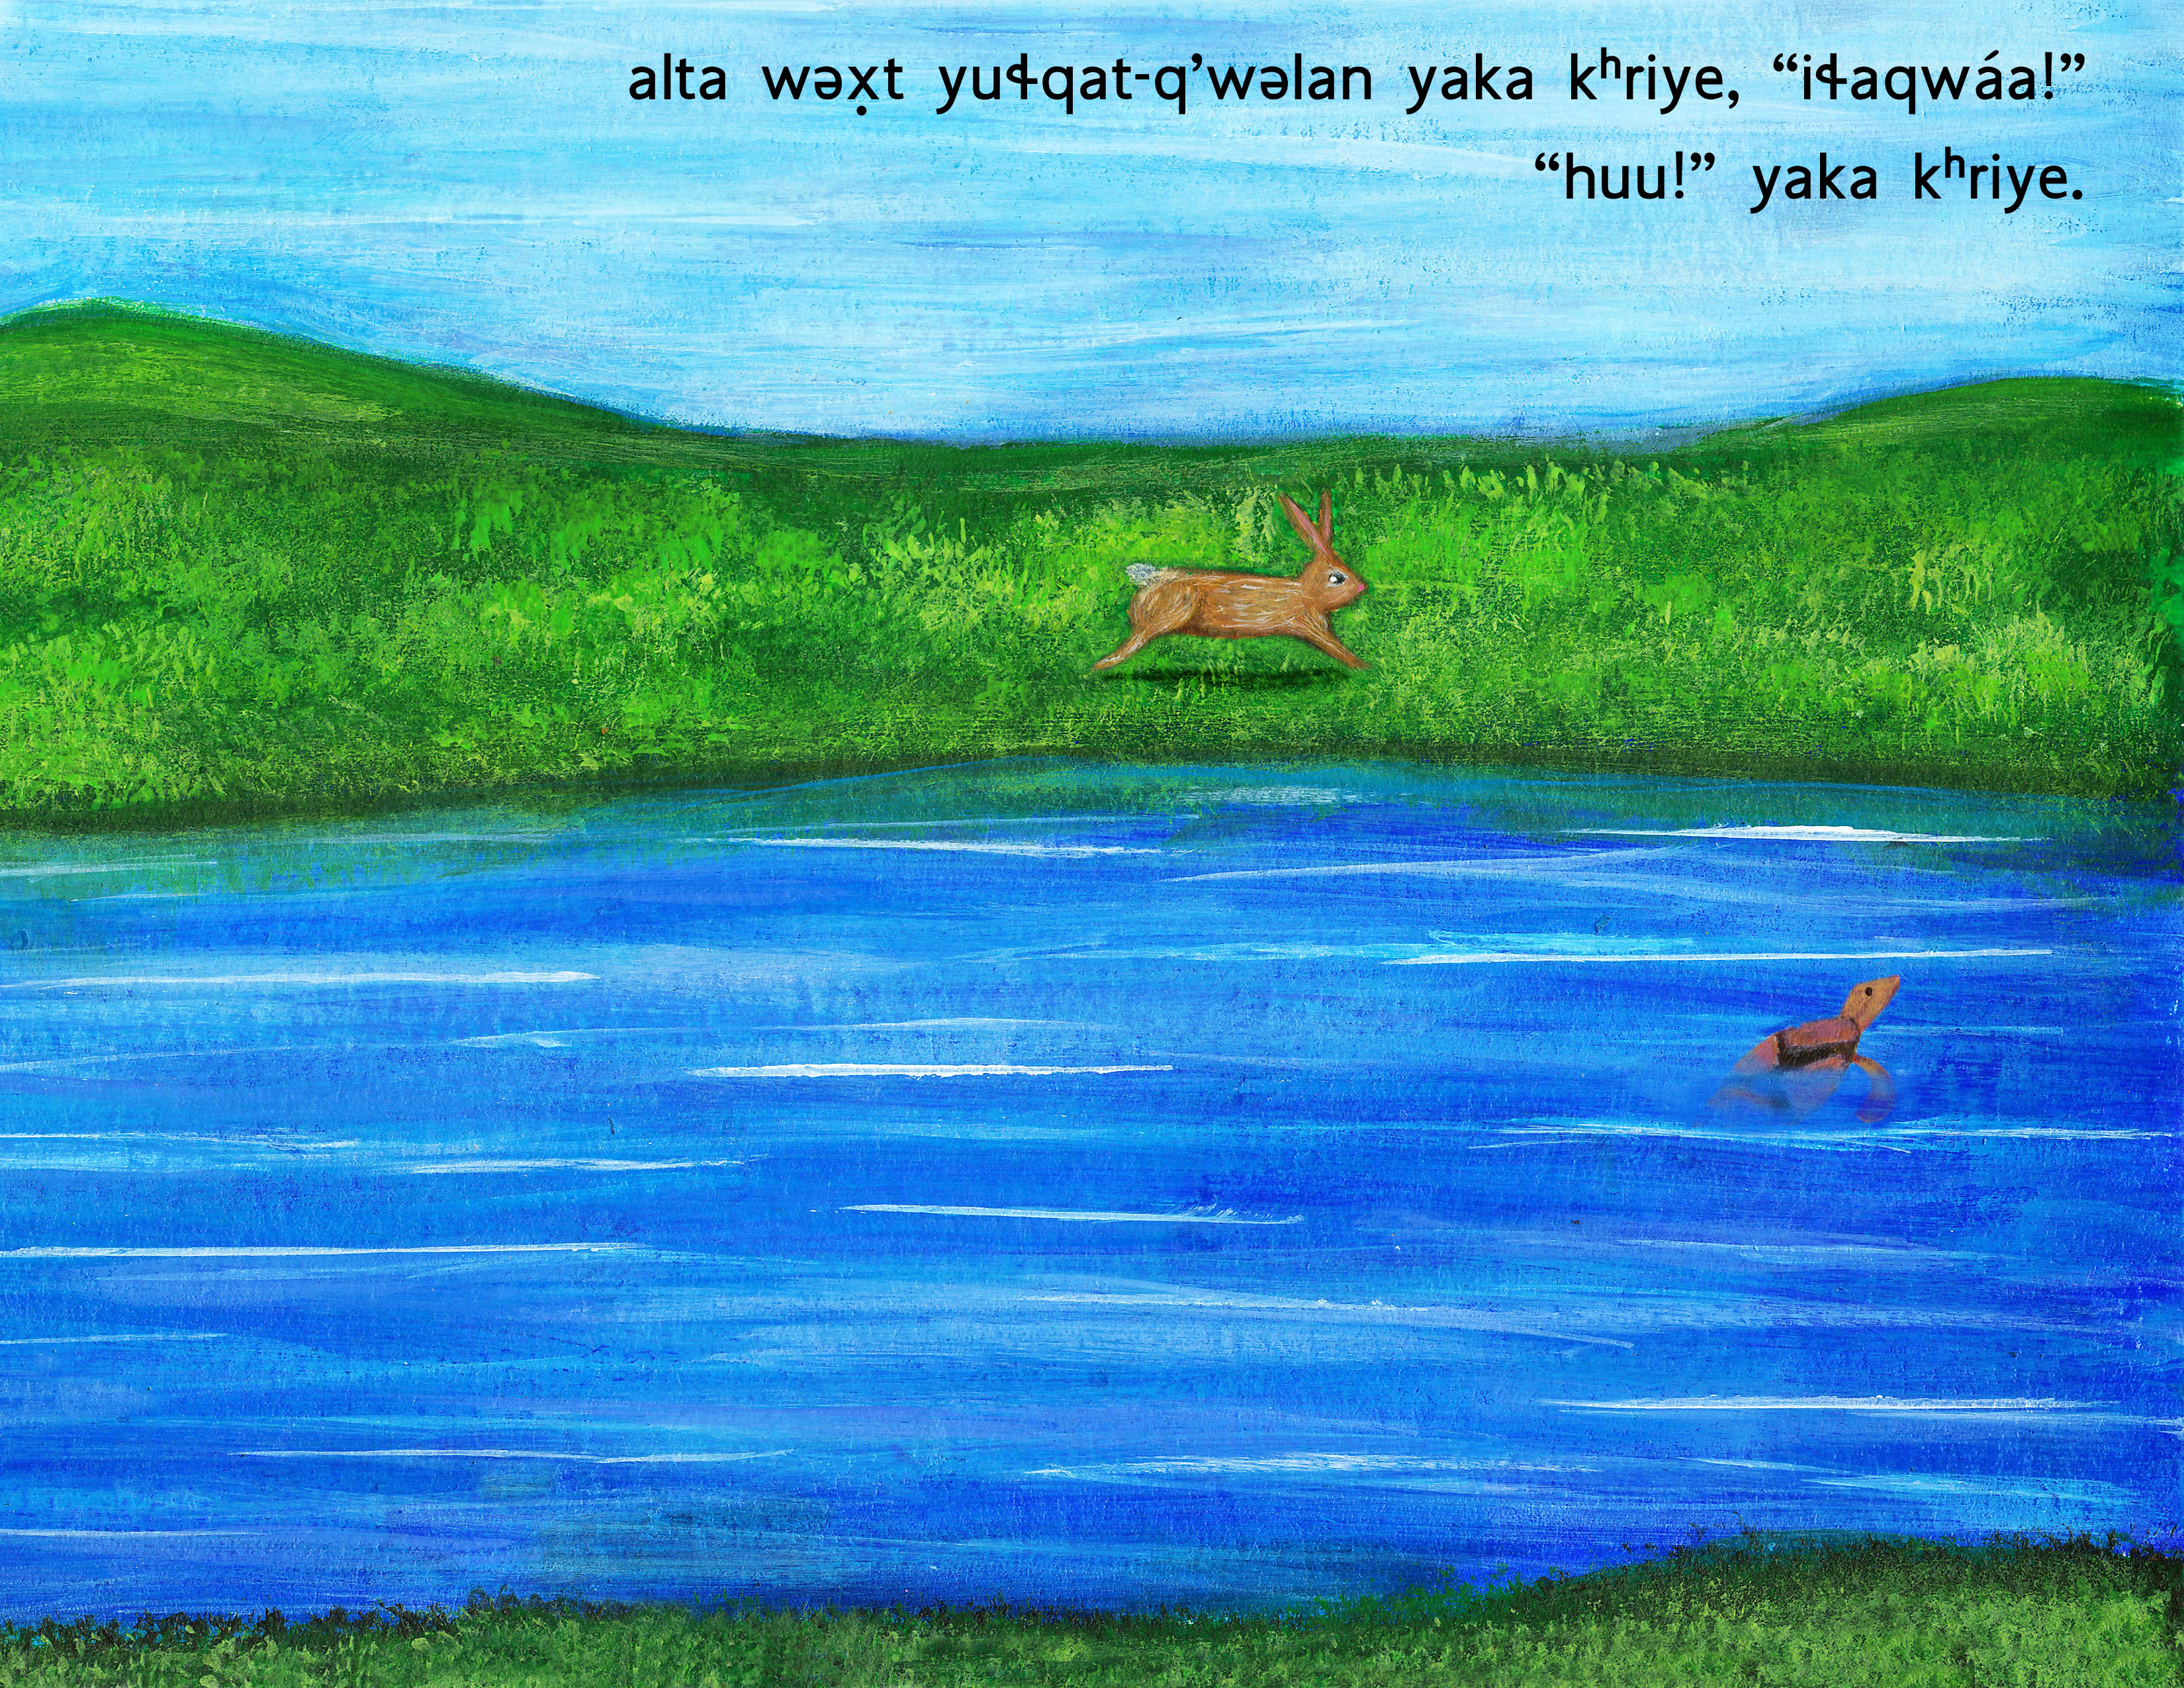 alta wəx̣t yuɬqat-q’wəlan yaka kʰriye, “iɬaqwáa!”
“huu!” yaka kʰriye.